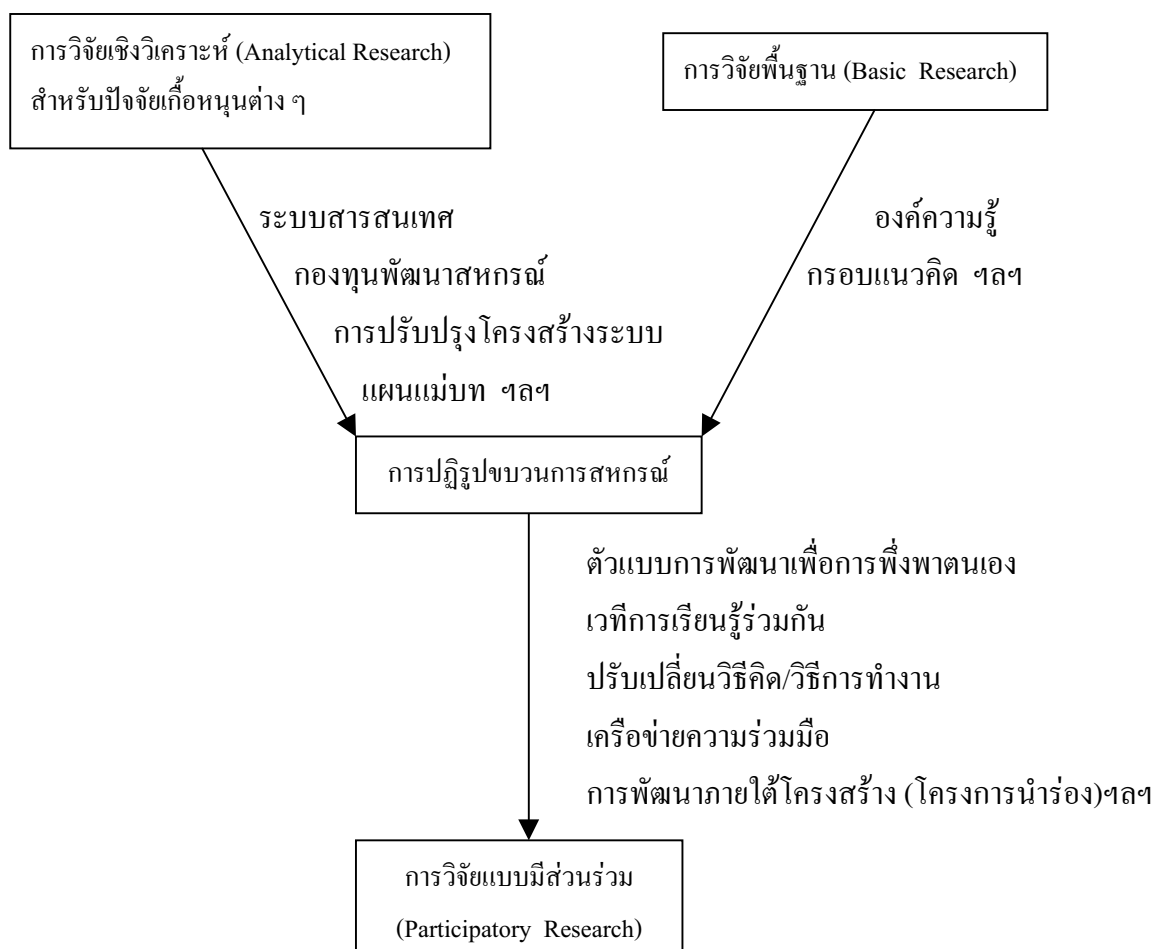 การวิจัยเชิงวิเคราะห์ (Analytical Research)
สำหรับปัจจัยเกื้อหนุนต่าง ๆ
การวิจัยพื้นฐาน (Basic Research)
ระบบสารสนเทศ
กองทุนพัฒนาสหกรณ์
การปรับปรุงโครงสร้างระบบ
แผนแม่บท ฯลฯ
องค์ความรู้
กรอบแนวคิด ฯลฯ
การปฏิรูปขบวนการสหกรณ์
ตัวแบบการพัฒนาเพื่อการพึ่งพาตนเอง
เวทีการเรียนรู้ร่วมกัน
ปรับเปลี่ยนวิธีคิด/วิธีการทำงาน
เครือข่ายความร่วมมือ
การพัฒนาภายใต้โครงสร้าง (โครงการนำร่อง)ฯลฯ
การวิจัยแบบมีส่วนร่วม
(Participatory Research)